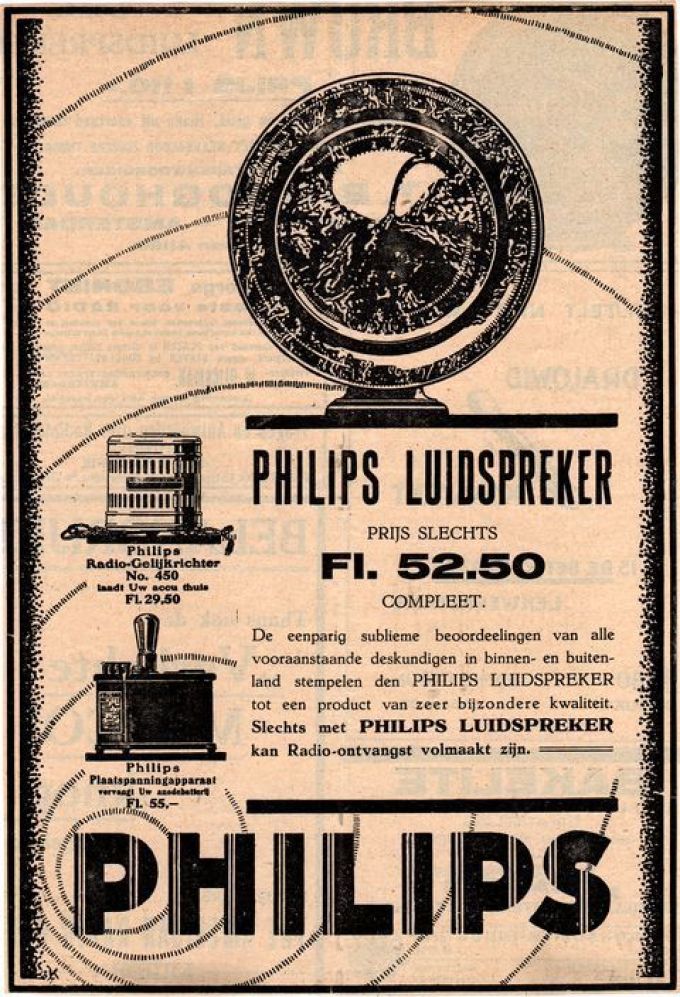 PHILIPS LUIDSPREKER
PRIJS SLECHTS
Fl. 52.50
COMPLEET.
De eenparig sublieme beoordeelingen van alle
vooraanstaande deskundigen in binnen- en buiten-
land stempelen den PHILIPS LUIDSPREKER
tot een product van zeer bijzondere kwaliteit.
Slechts met PHILIPS LUIDSPREKER
kan Radio-ontvangst volmaakt zijn.
Philips
Radio-Gelijkrichter
No. 450
laadt Uw accu thuis
Fl. 29,50
Philips
Plaatspanningapparaat
vervangt Uw anodebatterij
Fl. 55,—
PHILIPS